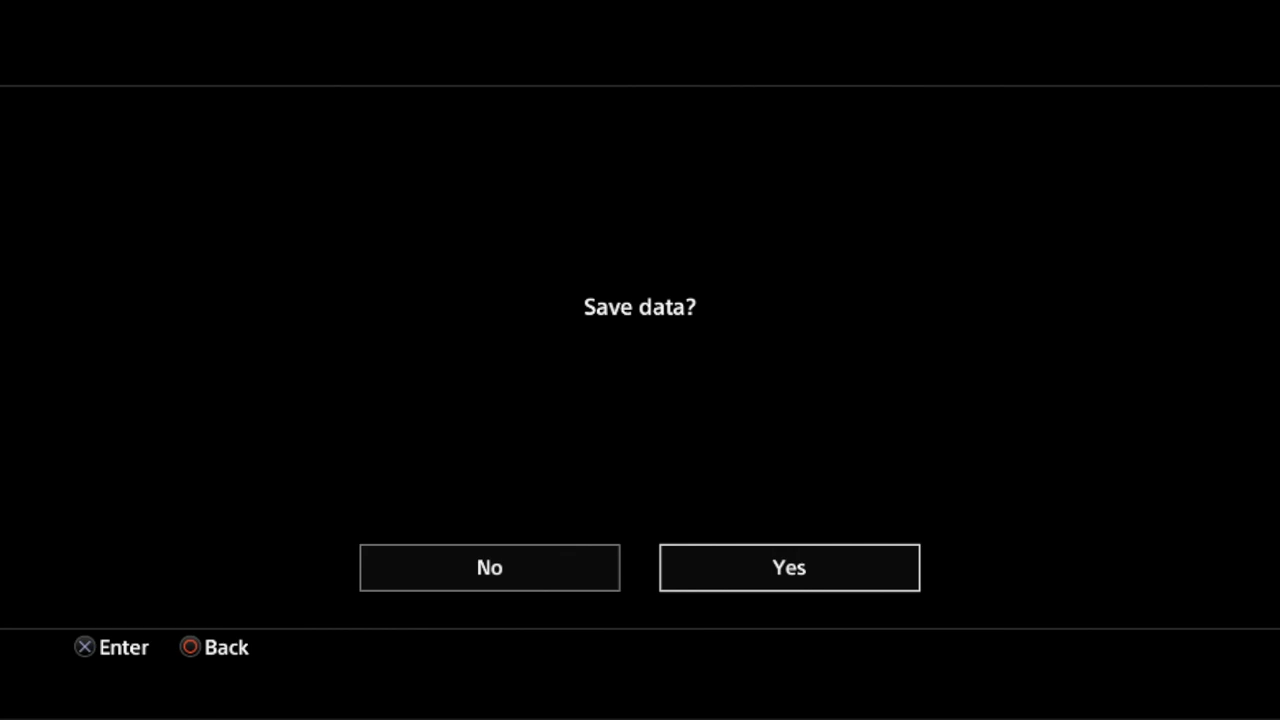 Save data?
No
Yes
Enter
Back